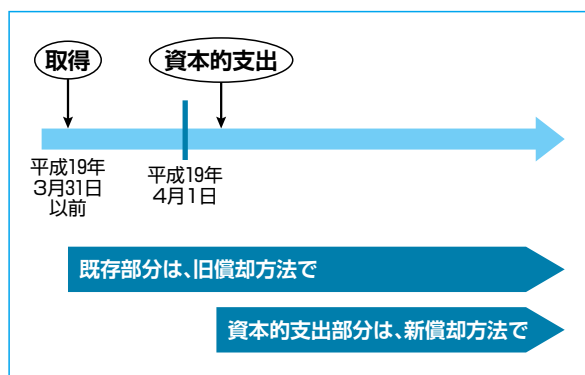 取得
資本的支出
平成19年
3月31日
以前
平成19年
4月1日
既存部分は、旧償却方法で
資本的支出部分は、新償却方法で